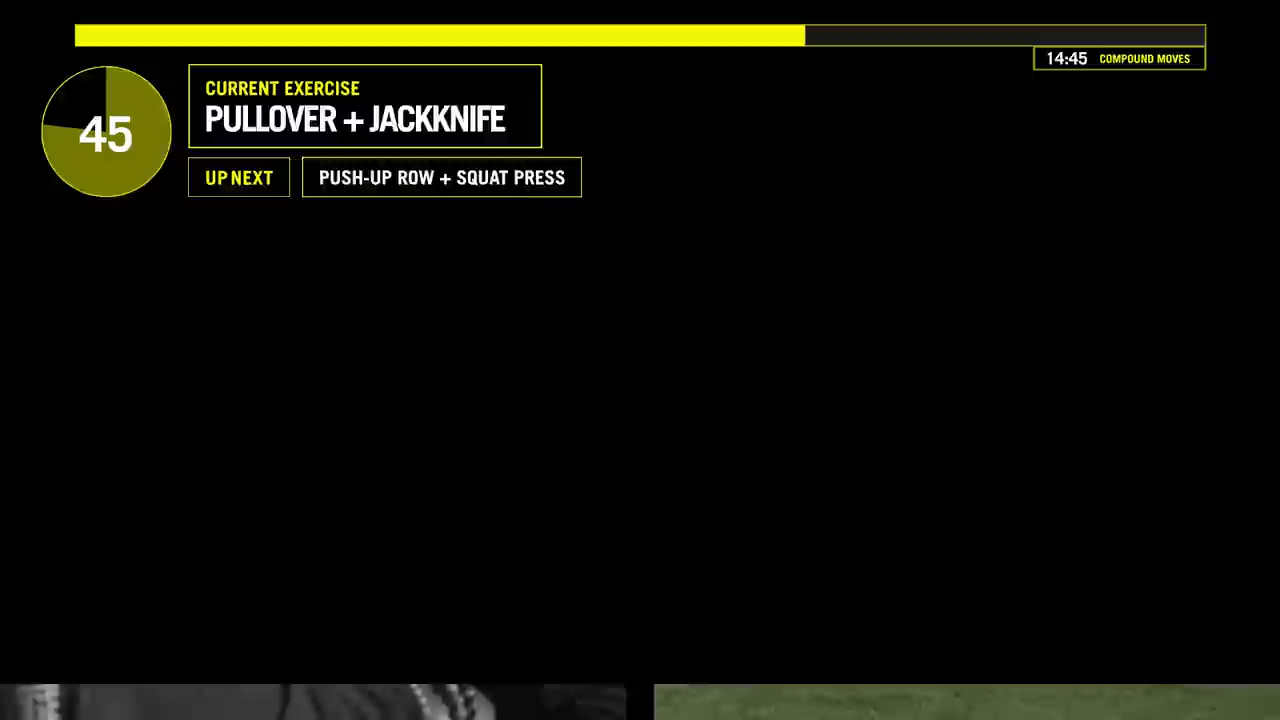 14:45 COMPOUND MOVES
45
CURRENT EXERCISE
PULLOVER + JACKKNIFE
UP NEXT
PUSH-UP ROW + SQUAT PRESS